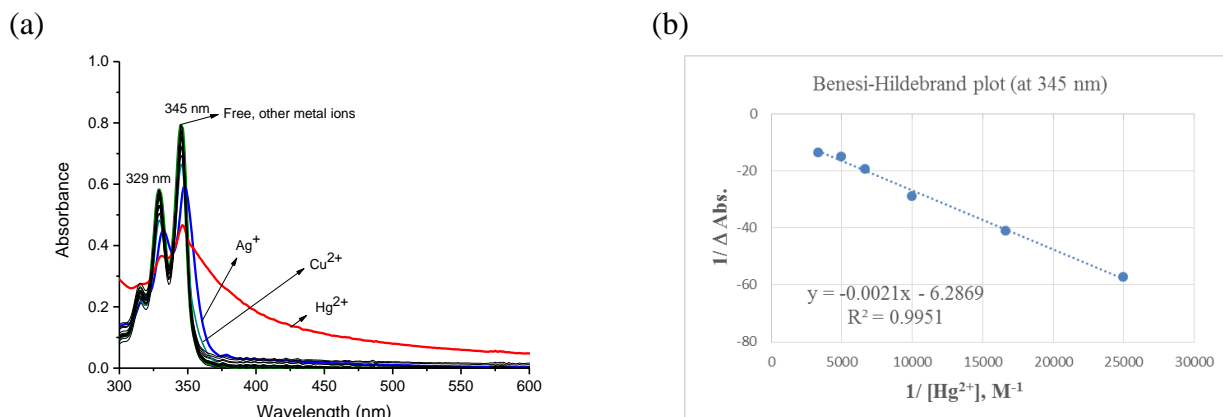 (a)
1.0
0.8
0.6
0.4
0.2
0.0
Absorbance
345 nm
Free, other metal ions
329 nm
Ag+
Cu2+
Hg2+
300 350 400 450 500 550 600
Wavelength (nm)
(b)
Benesi-Hildebrand plot (at 345 nm)
0
-20
-40
-60
-80
1/ Δ Abs.
y = -0.0021x - 6.2869
R² = 0.9951
0 5000 10000 15000 20000 25000 30000
1/ [Hg2+], M-1